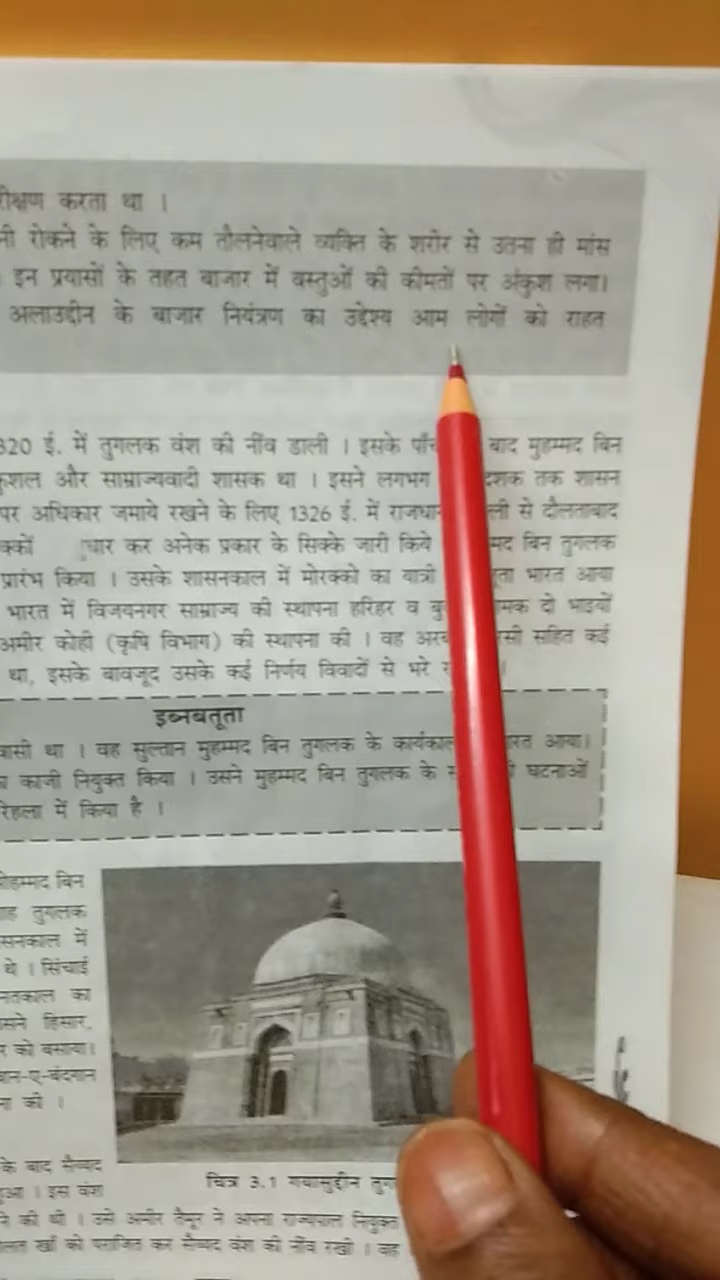 रीक्षण करता था ।
नी रोकने के लिए कम तौलनेवाले व्यक्ति के शरीर से उतना ही मांस
इन प्रयासों के तहत बाजार में वस्तुओं की कीमतों पर अंकुश लगा।
अलाउद्दीन के बाजार नियंत्रण का उद्देश्य आम लोगों को राहत
320 ई. में तुगलक वंश की नींव डाली । इसके पाँच बाद मुहम्मद बिन
कुशल और साम्राज्यवादी शासक था । इसने लगभग दशक तक शासन
पर अधिकार जमाये रखने के लिए 1326 ई. में राजधान ली से दौलताबाद
क्कों धार कर अनेक प्रकार के सिक्के जारी किये मद बिन तुगलक
प्रारंभ किया । उसके शासनकाल में मोरक्को का यात्री तूता भारत आया
भारत में विजयनगर साम्राज्य की स्थापना हरिहर व बु ामक दो भाइयों
अमीर कोही (कृषि विभाग) की स्थापना की । वह अरब रसी सहित कई
था, इसके बावजूद उसके कई निर्णय विवादों से भरे र ।
इब्नबतूता
वासी था । वह सुल्तान मुहम्मद बिन तुगलक के कार्यकाल ारत आया।
काजी नियुक्त किया । उसने मुहम्मद बिन तुगलक के स ी घटनाओं
रिहला में किया है ।
मोहम्मद बिन
ाह तुगलक
सनकाल में
थे । सिंचाई
नतकाल का
सने हिसार,
र को बसाया।
वान-ए-बंदगान
ना की ।
के बाद सैय्यद
हुआ । इस वंश
चित्र 3.1 गयासुद्दीन तुग
ने की थी । उसे अमीर तैमूर ने अपना राज्यपाल नियुक्त
लत खाँ को पराजित कर सैय्यद वंश की नींव रखी । वह